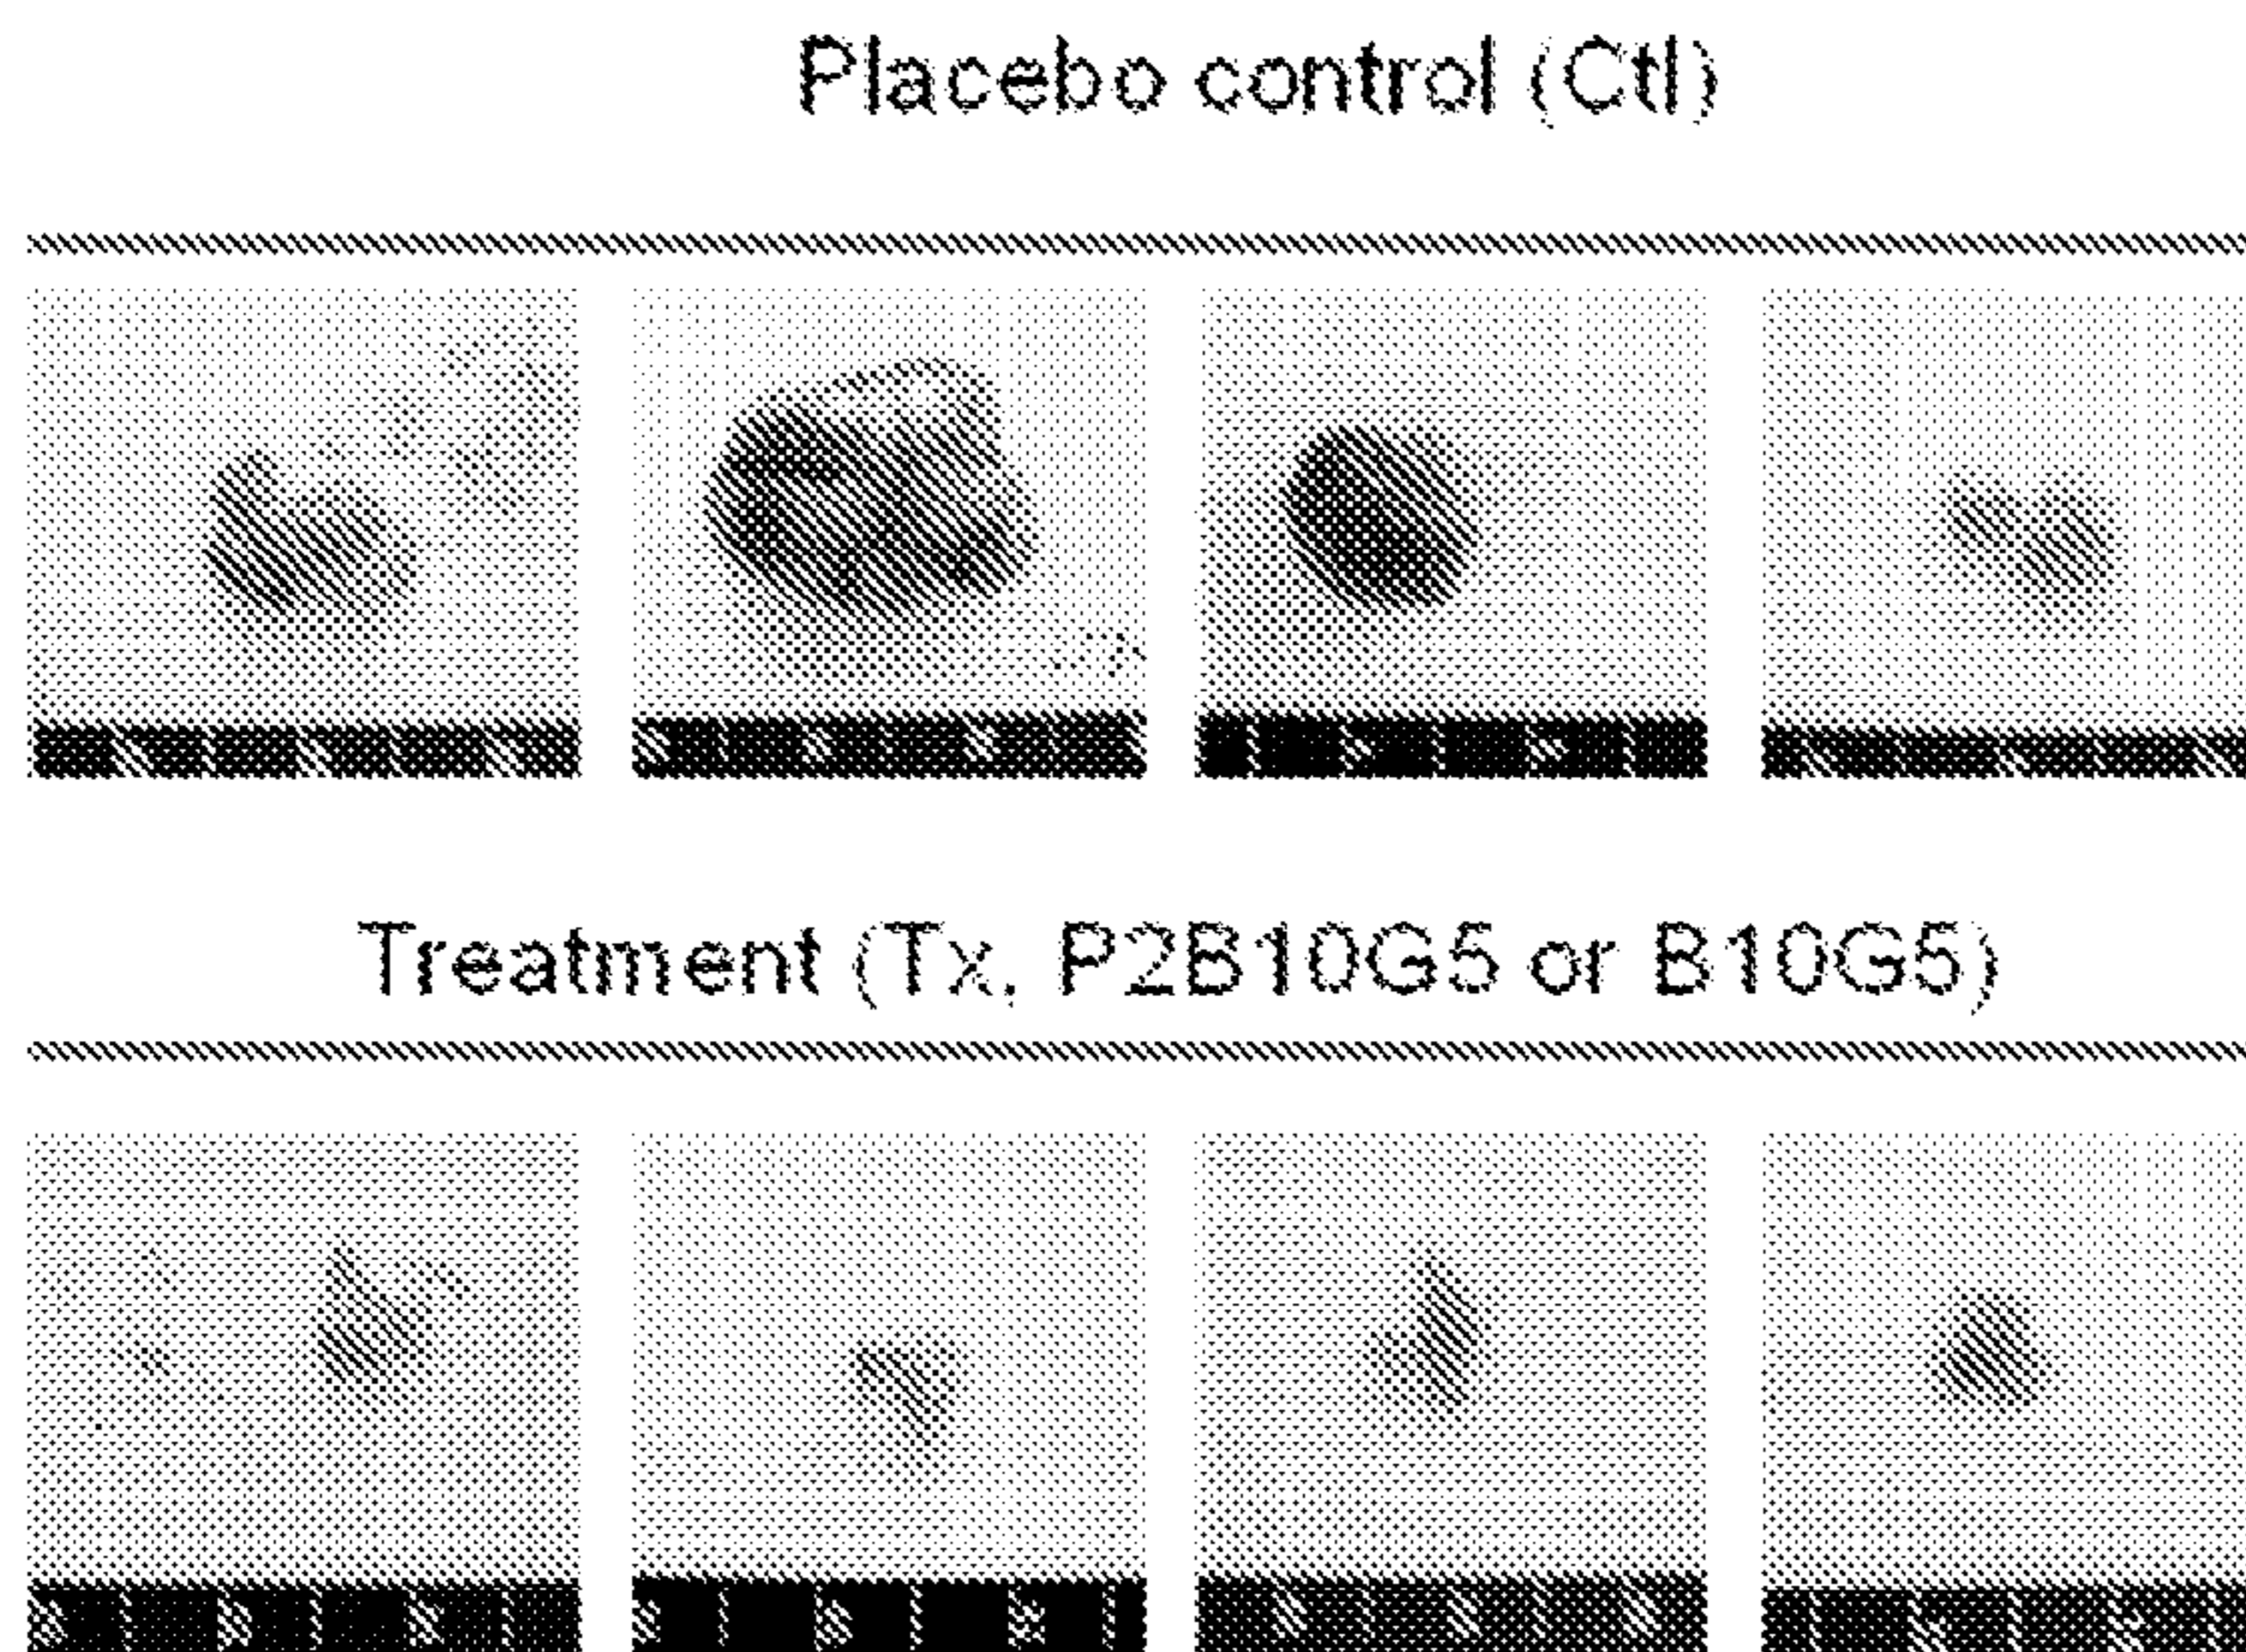 Placebo control (Ctl)
Treatment (Tx, P2B10G5 or B10G5)